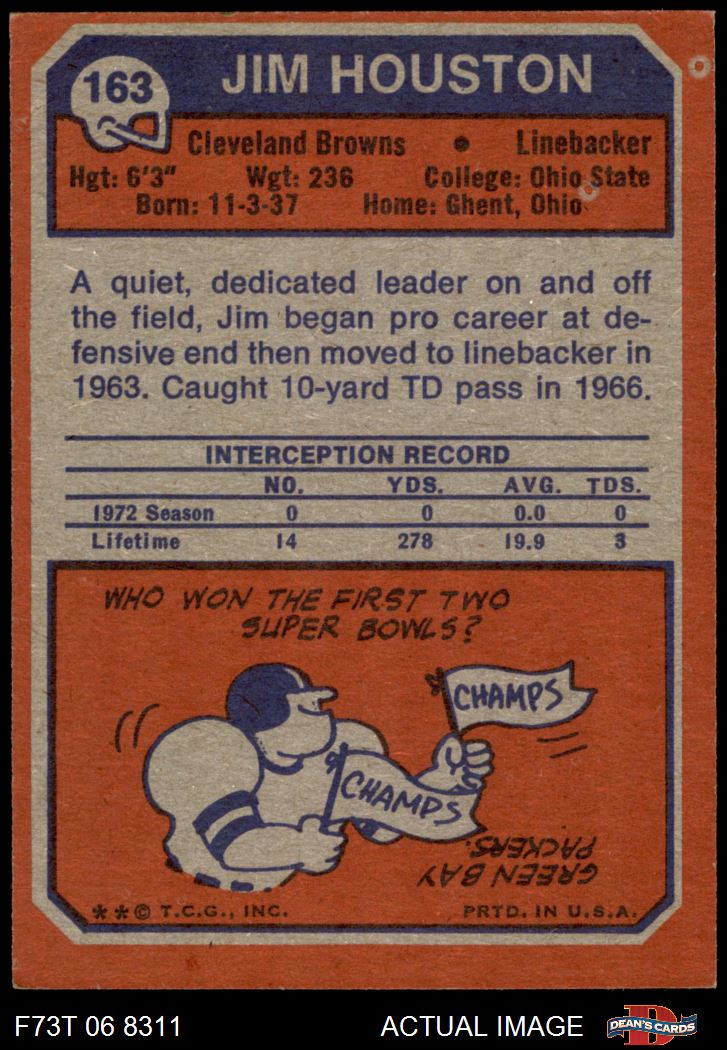 163
JIM HOUSTON
Cleveland Browns • Linebacker
Hgt: 6'3" Wgt: 236 College: Ohio State
Born: 11-3-37 Home: Ghent, Ohio
A quiet, dedicated leader on and off
the field, Jim began pro career at de-
fensive end then moved to linebacker in
1963. Caught 10-yard TD pass in 1966.
INTERCEPTION RECORD
NO. YDS. AVG. TDS.
1972 Season 0 0 0.0 0
Lifetime 14 278 19.9 3
WHO WON THE FIRST TWO
SUPER BOWLS?
CHAMPS
CHAMPS
GREEN BAY
PACKERS.
**© T.C.G., INC. PRTD. IN U.S.A.
F73T 06 8311 ACTUAL IMAGE DEAN'S CARDS